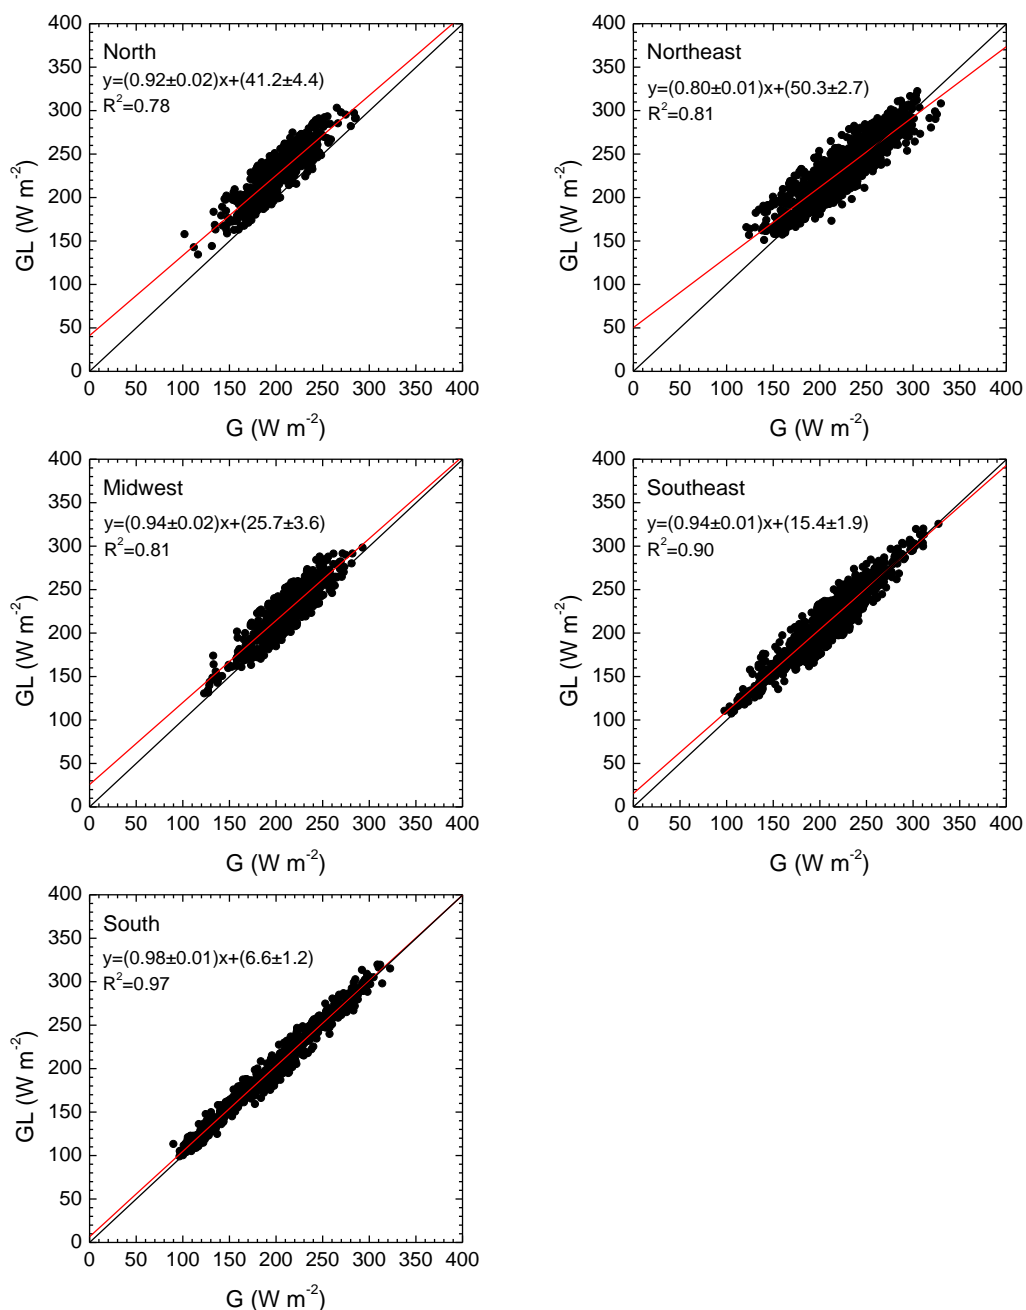 400
350
300
250
200
150
100
50
0
North
y=(0.92±0.02)x+(41.2±4.4)
R²=0.78
GL (W m⁻²)
0 50 100 150 200 250 300 350 400
G (W m⁻²)
400
350
300
250
200
150
100
50
0
Northeast
y=(0.80±0.01)x+(50.3±2.7)
R²=0.81
GL (W m⁻²)
0 50 100 150 200 250 300 350 400
G (W m⁻²)
400
350
300
250
200
150
100
50
0
Midwest
y=(0.94±0.02)x+(25.7±3.6)
R²=0.81
GL (W m⁻²)
0 50 100 150 200 250 300 350 400
G (W m⁻²)
400
350
300
250
200
150
100
50
0
Southeast
y=(0.94±0.01)x+(15.4±1.9)
R²=0.90
GL (W m⁻²)
0 50 100 150 200 250 300 350 400
G (W m⁻²)
400
350
300
250
200
150
100
50
0
South
y=(0.98±0.01)x+(6.6±1.2)
R²=0.97
GL (W m⁻²)
0 50 100 150 200 250 300 350 400
G (W m⁻²)